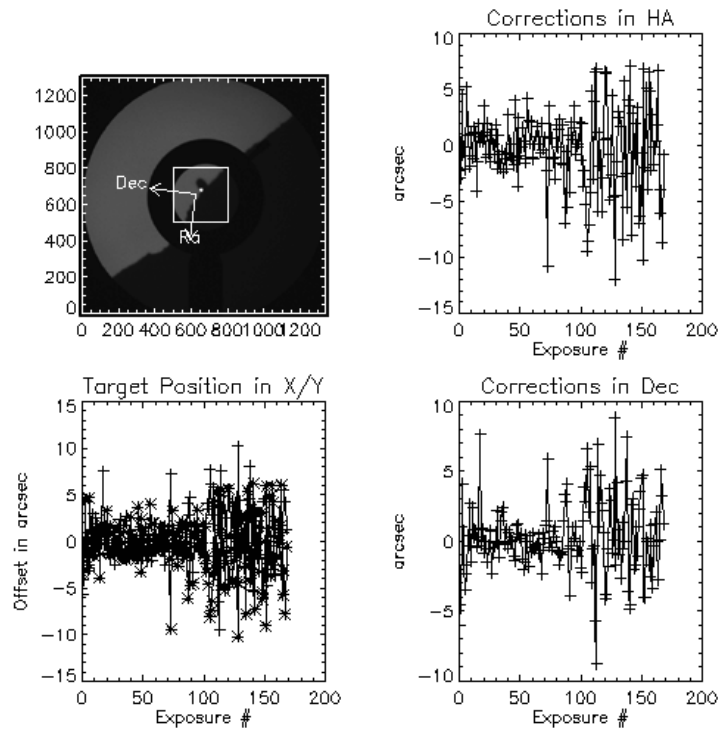 Corrections in HA
1200
1000
800
600
400
200
0
Dec
Ra
0 200 400 600 800 1000 1200
10
5
0
-5
-10
-15
arcsec
0 50 100 150 200
Exposure #
Target Position in X/Y
15
10
5
0
-5
-10
-15
Offset in arcsec
0 50 100 150 200
Exposure #
Corrections in Dec
10
5
0
-5
-10
arcsec
0 50 100 150 200
Exposure #